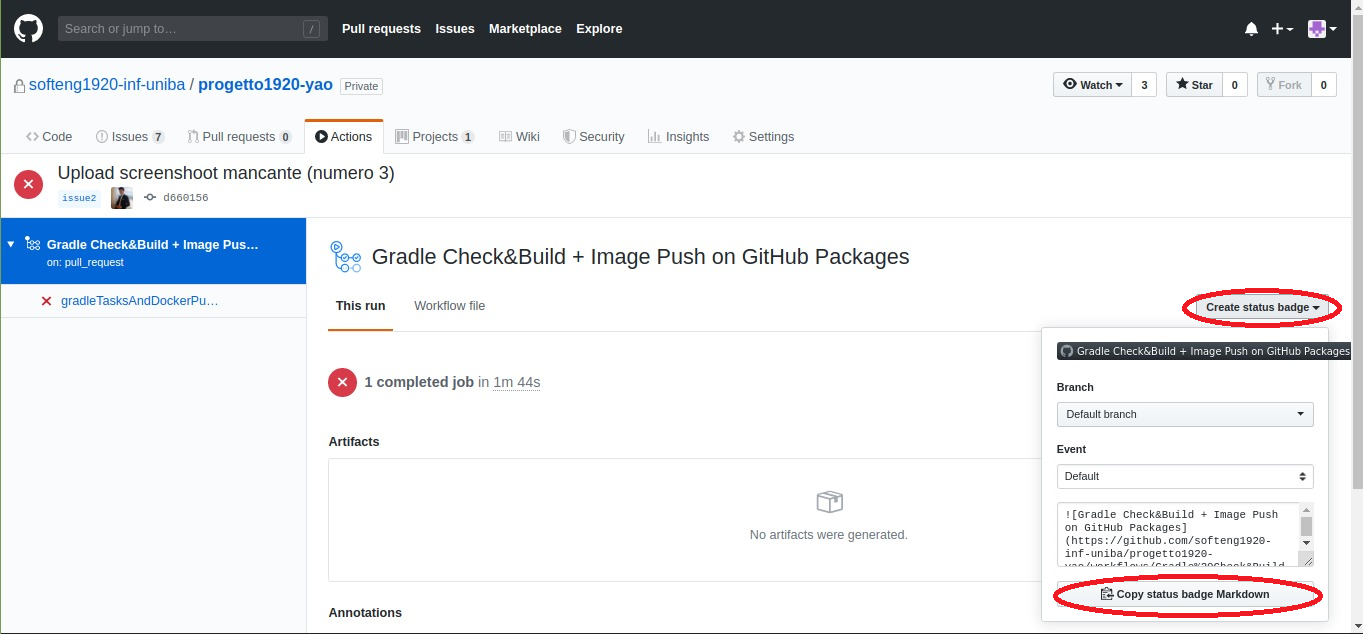 Search or jump to… /
Pull requests Issues Marketplace Explore
softeng1920-inf-uniba / progetto1920-yao Private
Watch 3 Star 0 Fork 0
Code Issues 7 Pull requests 0 Actions Projects 1 Wiki Security Insights Settings
Upload screenshoot mancante (numero 3)
issue2 d660156
Gradle Check&Build + Image Pus…
on: pull_request
gradleTasksAndDockerPu…
Gradle Check&Build + Image Push on GitHub Packages
This run Workflow file
Create status badge
1 completed job in 1m 44s
Artifacts
No artifacts were generated.
Annotations
Gradle Check&Build + Image Push on GitHub Packages
Branch
Default branch
Event
Default
![Gradle Check&Build + Image Push
on GitHub Packages]
(https://github.com/softeng1920-
inf-uniba/progetto1920-
yao/workflows/Gradle%20Check&Build
Copy status badge Markdown